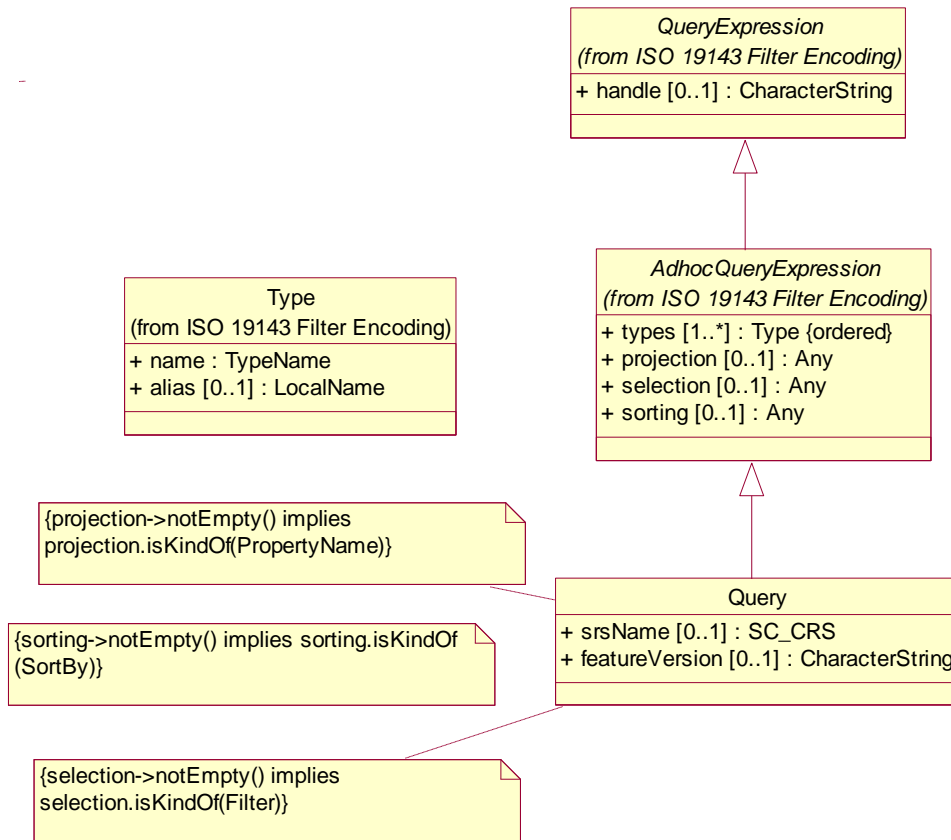 QueryExpression
(from ISO 19143 Filter Encoding)
+ handle [0..1] : CharacterString
AdhocQueryExpression
(from ISO 19143 Filter Encoding)
+ types [1..*] : Type {ordered}
+ projection [0..1] : Any
+ selection [0..1] : Any
+ sorting [0..1] : Any
Type
(from ISO 19143 Filter Encoding)
+ name : TypeName
+ alias [0..1] : LocalName
{projection->notEmpty() implies
projection.isKindOf(PropertyName)}
Query
+ srsName [0..1] : SC_CRS
+ featureVersion [0..1] : CharacterString
{sorting->notEmpty() implies sorting.isKindOf
(SortBy)}
{selection->notEmpty() implies
selection.isKindOf(Filter)}